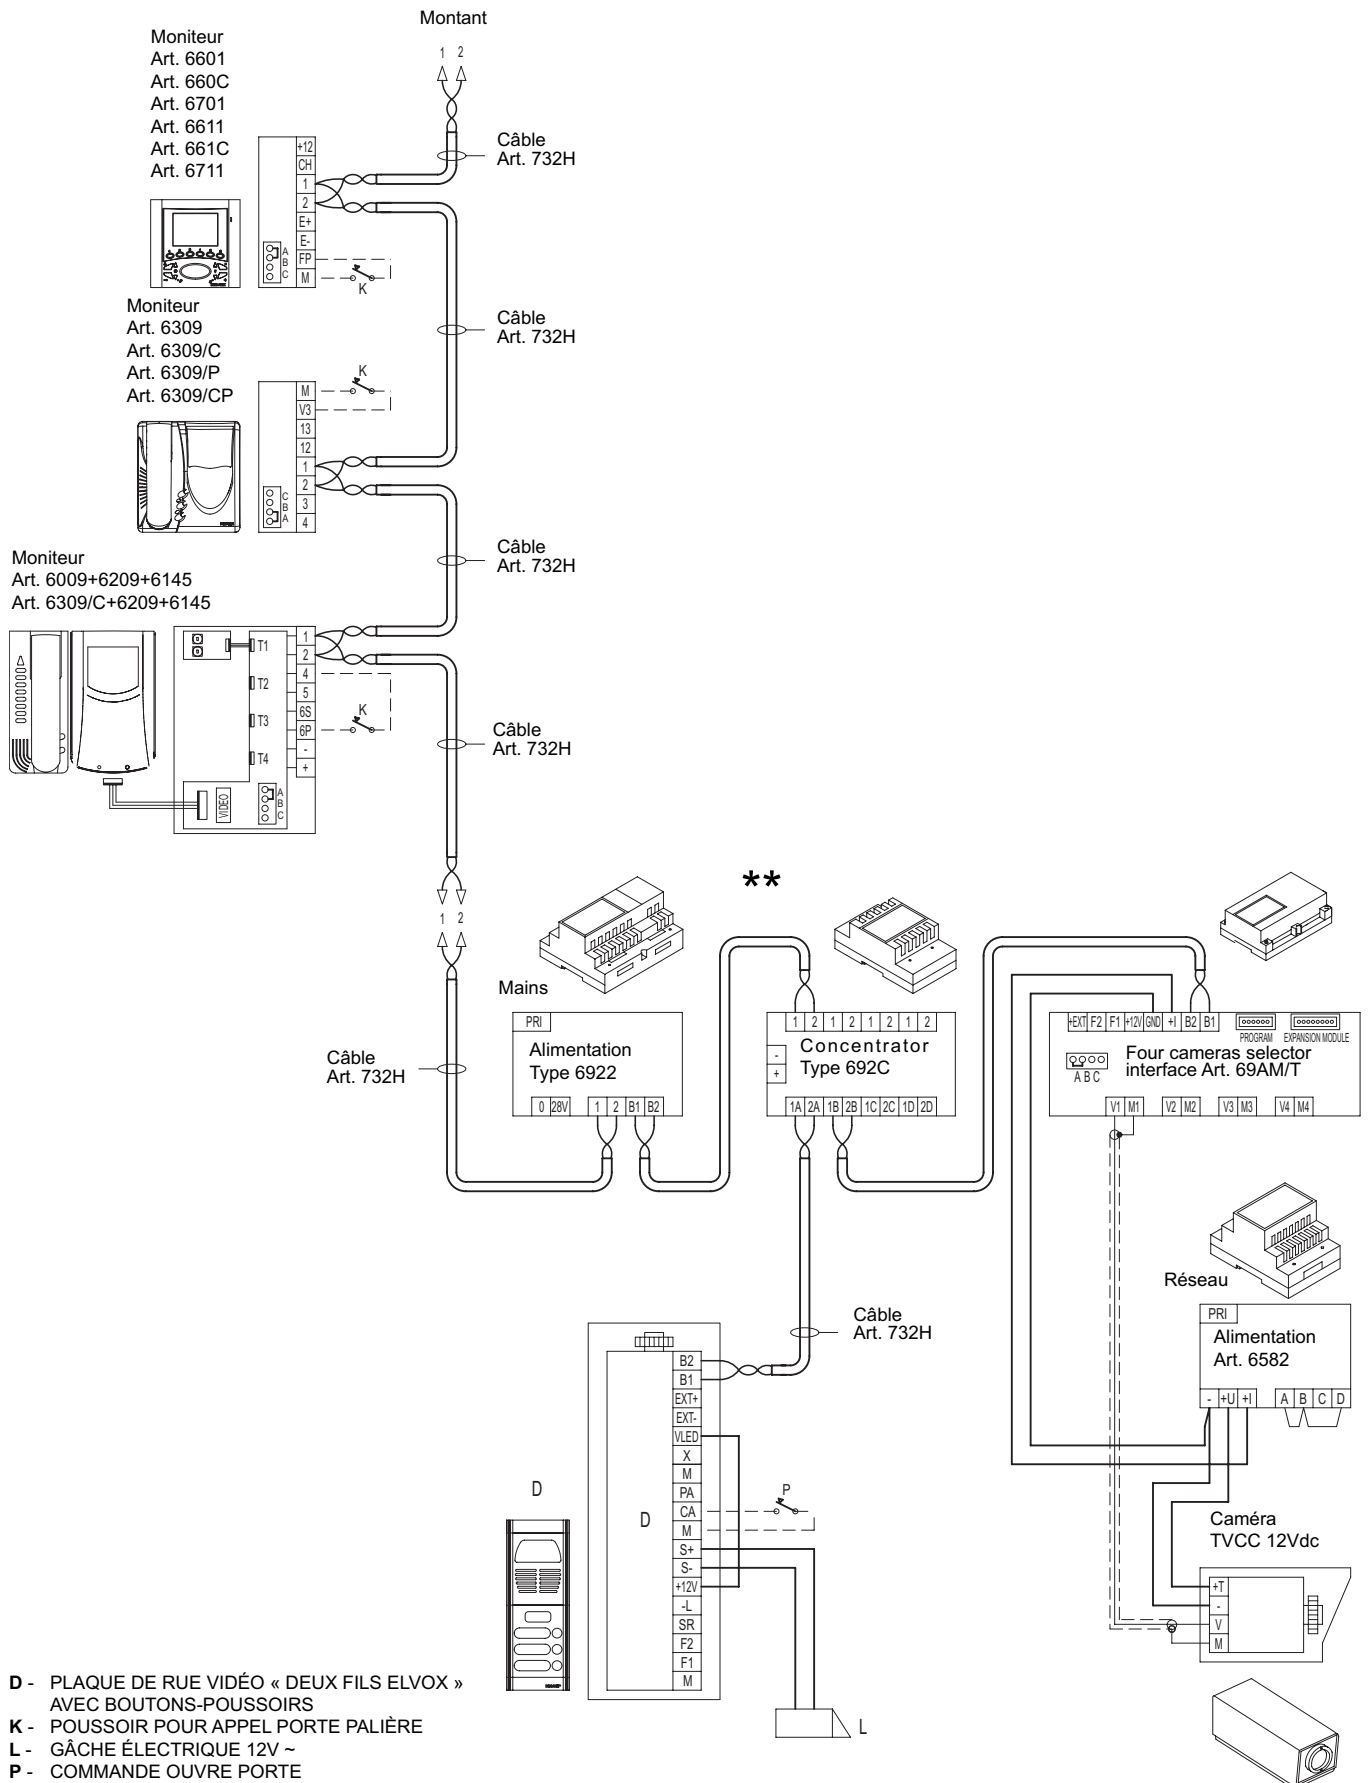 Montant
1 2
Moniteur
Art. 6601
Art. 660C
Art. 6701
Art. 6611
Art. 661C
Art. 6711
+12
CH
1
2
E+
E-
FP
M
A
B
C
K
Câble
Art. 732H
Câble
Art. 732H
Moniteur
Art. 6309
Art. 6309/C
Art. 6309/P
Art. 6309/CP
K
M
V3
13
12
1
2
3
4
C
B
A
Câble
Art. 732H
Moniteur
Art. 6009+6209+6145
Art. 6309/C+6209+6145
T1
T2
T3
T4
1
2
4
5
6S
6P
-
+
K
VIDEO
A
B
C
Câble
Art. 732H
1 2
**
Mains
PRI
Alimentation
Type 6922
0 28V 1 2 B1 B2
Câble
Art. 732H
1 2 1 2 1 2 1 2
-
+
Concentrator
Type 692C
1A 2A 1B 2B 1C 2C 1D 2D
+EXT F2 F1 +12V GND +I B2 B1
PROGRAM EXPANSION MODULE
A B C
Four cameras selector
interface Art. 69AM/T
V1 M1 V2 M2 V3 M3 V4 M4
Réseau
PRI
Alimentation
Art. 6582
- +U +I A B C D
Câble
Art. 732H
D
D
B2
B1
EXT+
EXT-
VLED
X
M
PA
CA
M
S+
S-
+12V
-L
SR
F2
F1
M
P
L
Caméra
TVCC 12Vdc
+T
-
V
M
D - PLAQUE DE RUE VIDÉO « DEUX FILS ELVOX »
AVEC BOUTONS-POUSSOIRS
K - POUSSOIR POUR APPEL PORTE PALIÈRE
L - GÂCHE ÉLECTRIQUE 12V ~
P - COMMANDE OUVRE PORTE